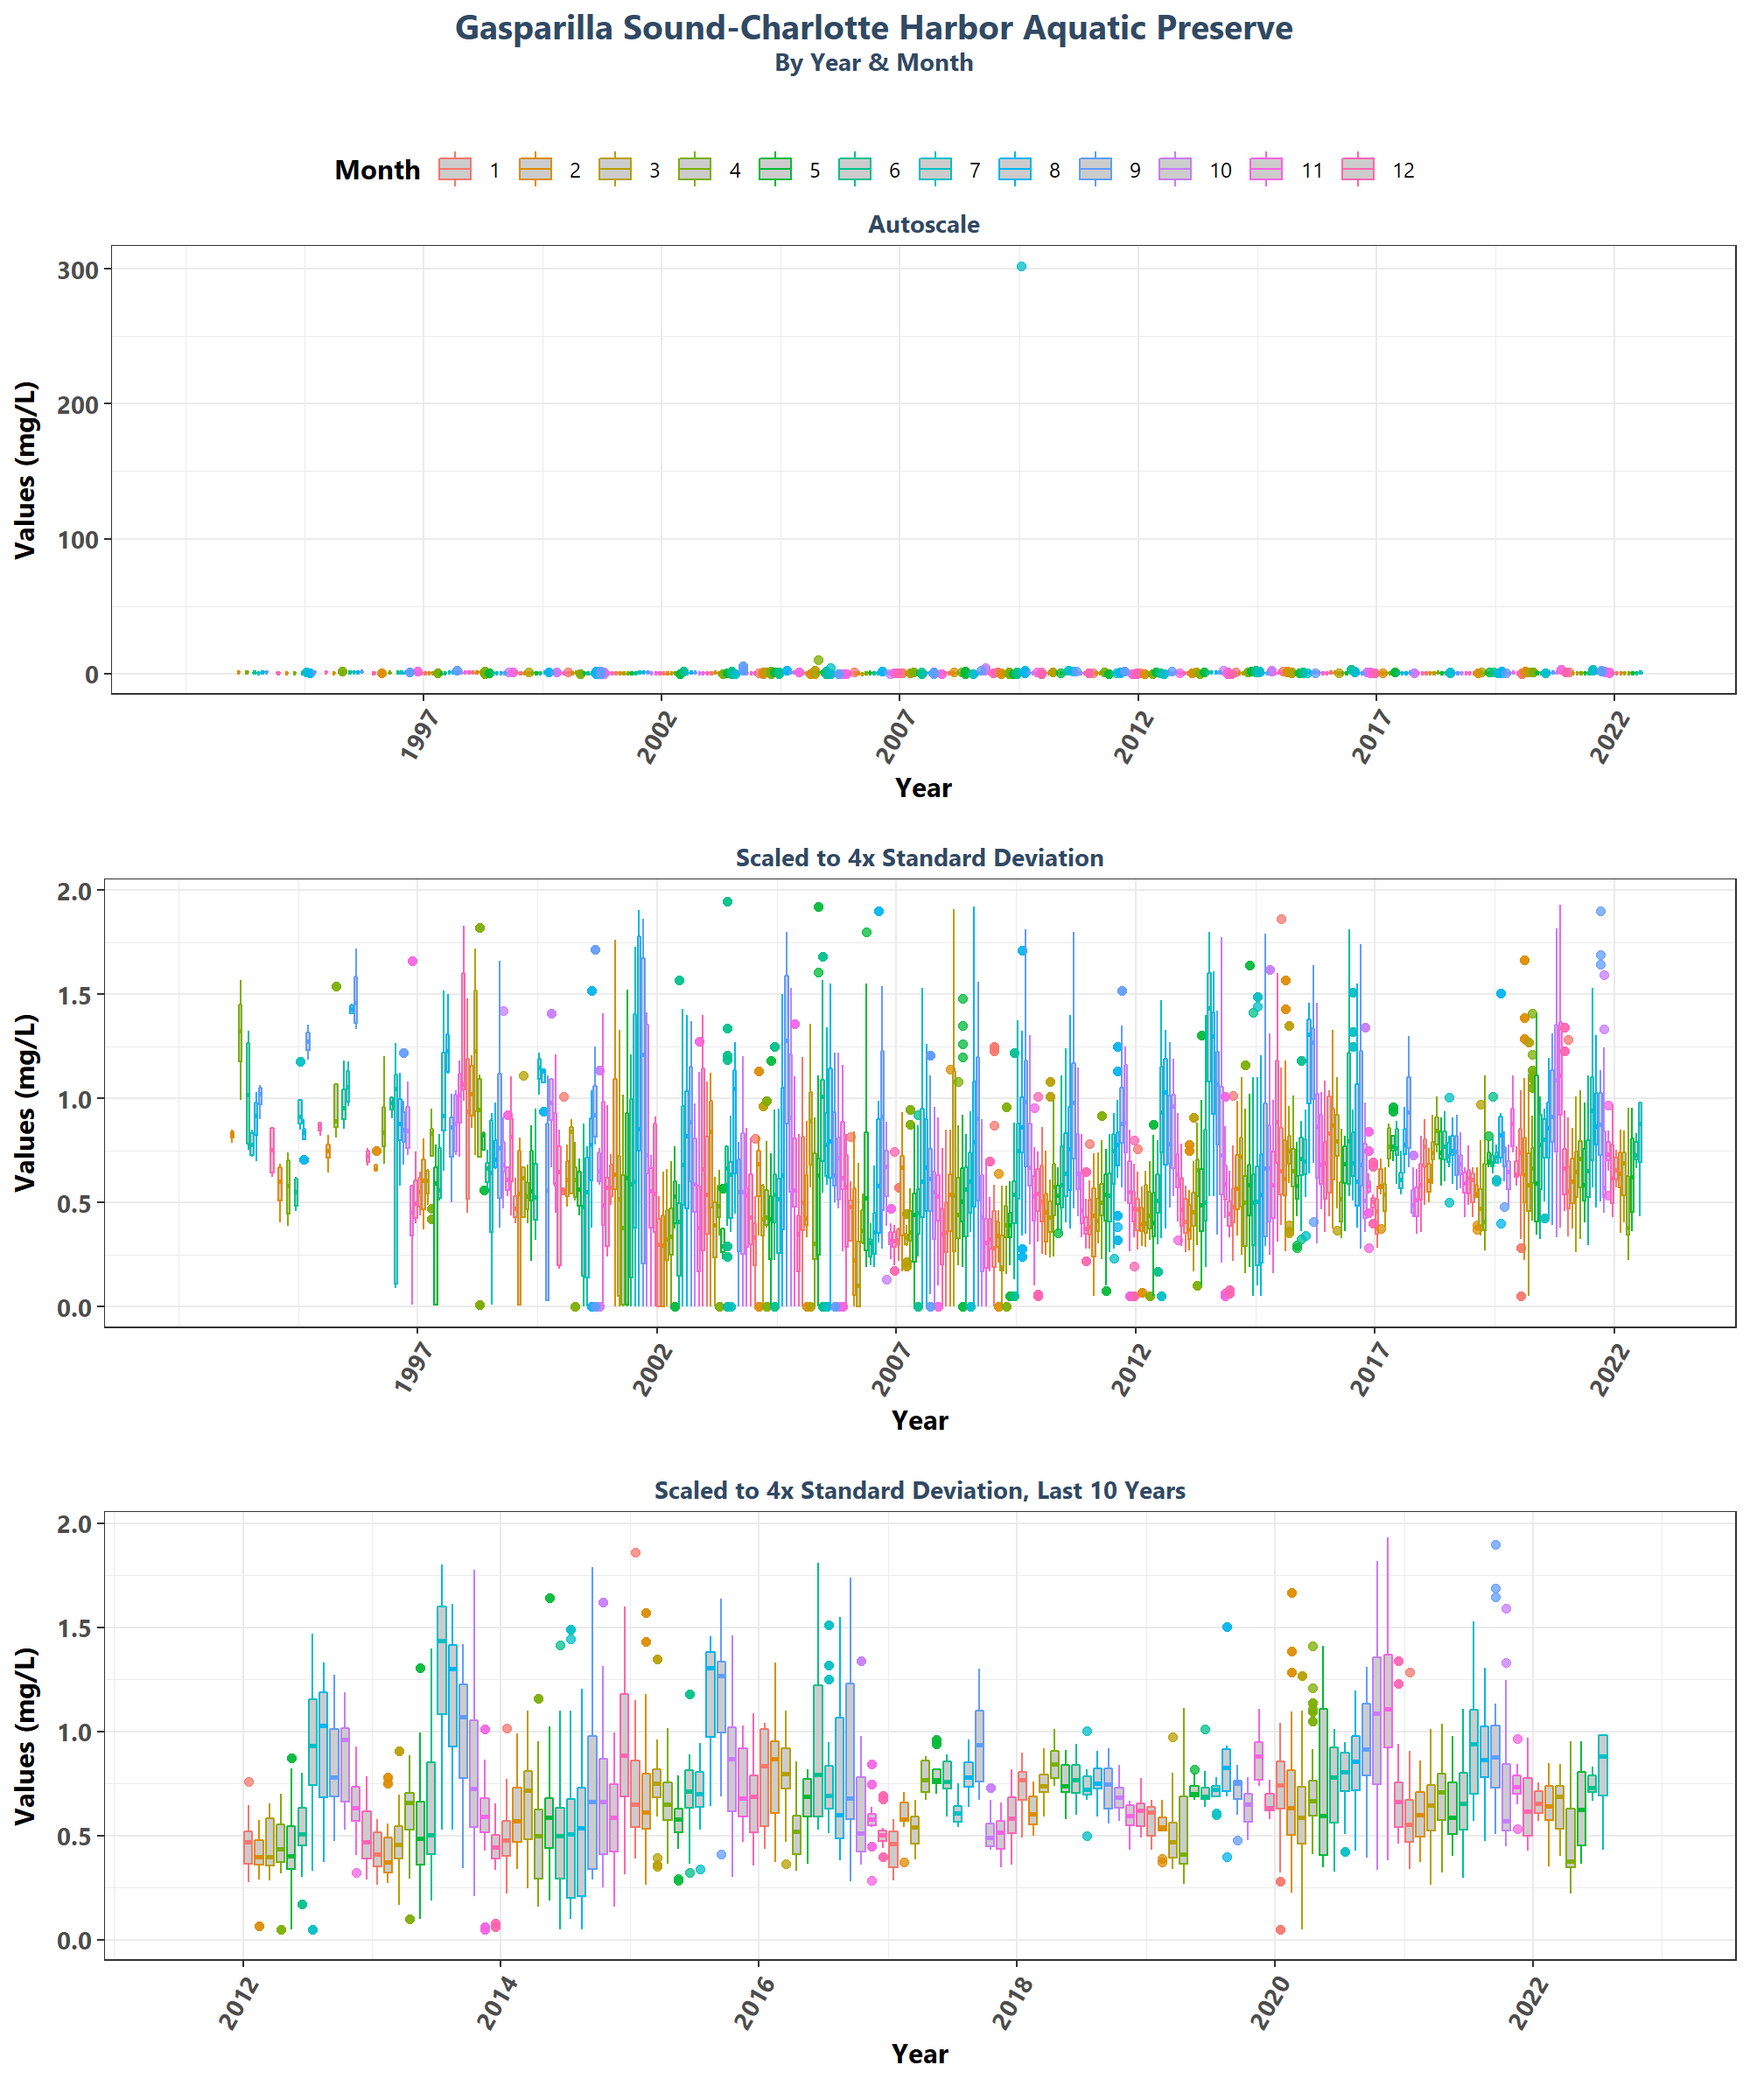 Gasparilla Sound-Charlotte Harbor Aquatic Preserve
By Year & Month
Month 1 2 3 4 5 6 7 8 9 10 11 12
Autoscale
Values (mg/L)
300
200
100
0
1997 2002 2007 2012 2017 2022
Year
Scaled to 4x Standard Deviation
Values (mg/L)
2.0
1.5
1.0
0.5
0.0
1997 2002 2007 2012 2017 2022
Year
Scaled to 4x Standard Deviation, Last 10 Years
Values (mg/L)
2.0
1.5
1.0
0.5
0.0
2012 2014 2016 2018 2020 2022
Year